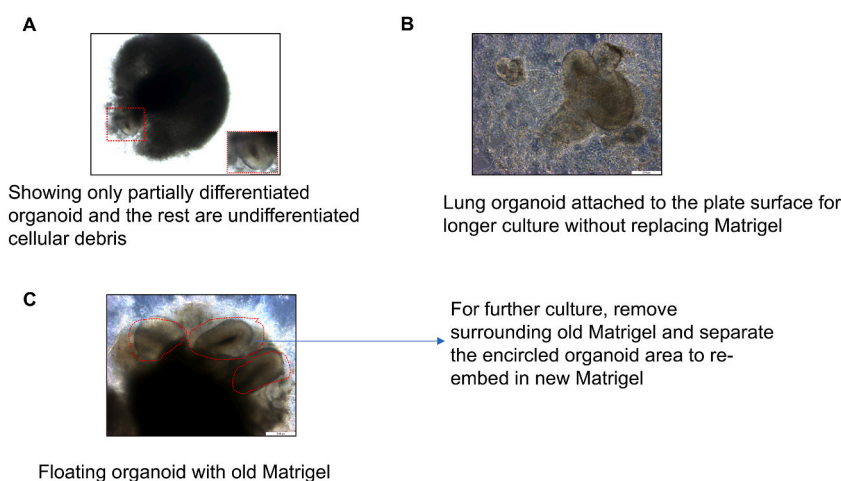 A
B
Showing only partially differentiated
organoid and the rest are undifferentiated
cellular debris
Lung organoid attached to the plate surface for
longer culture without replacing Matrigel
C
For further culture, remove
surrounding old Matrigel and separate
the encircled organoid area to re-
embed in new Matrigel
Floating organoid with old Matrigel